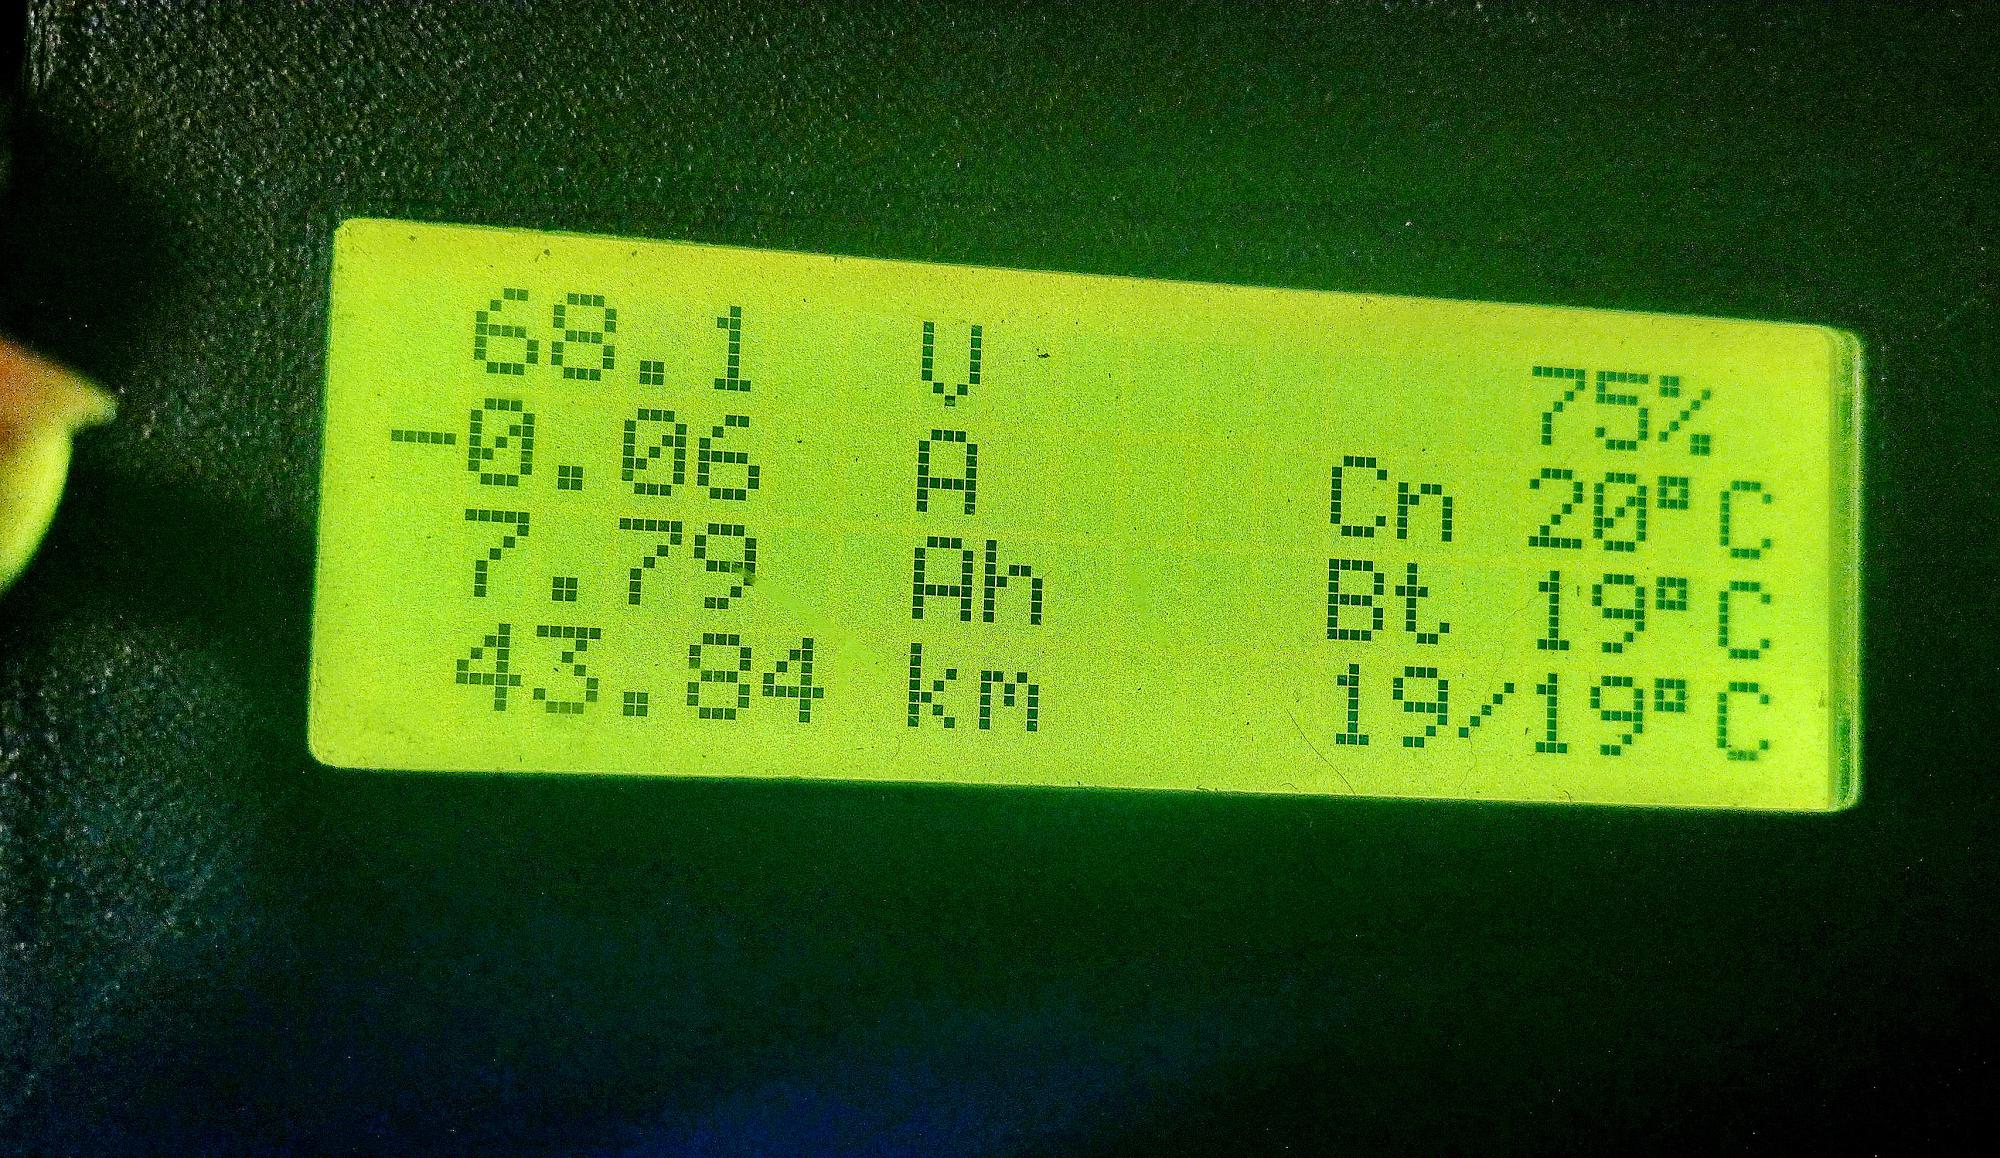 68.1 V 75%
-0.06 A Cn 20°C
7.79 Ah Bt 19°C
43.84 km 19/19°C